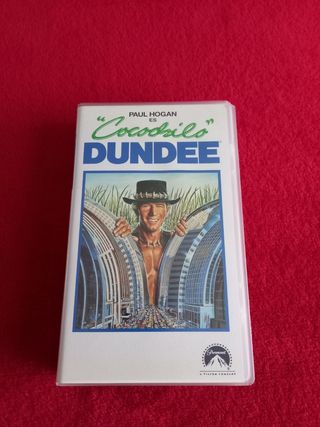 PAUL HOGAN
ES
"Cocodrilo"
DUNDEE
Paramount